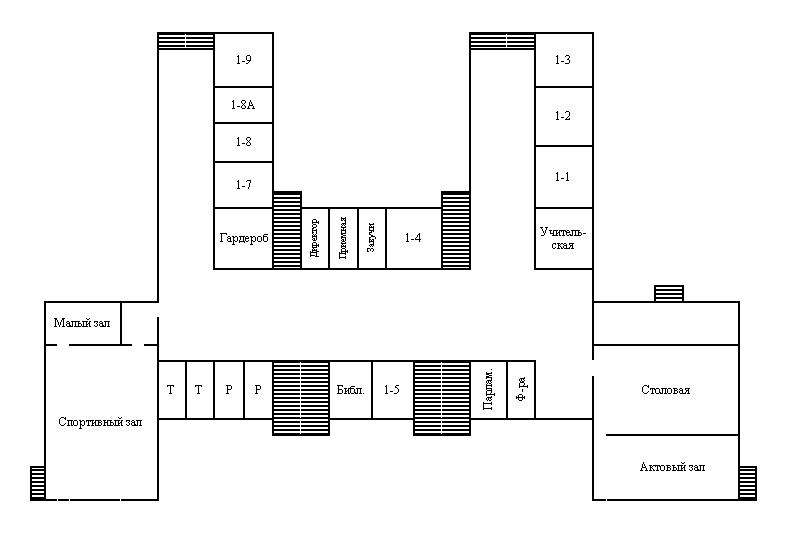 1-9
1-3
1-8А
1-2
1-8
1-7
1-1
Гардероб
Директор
Приемная
Завучи
1-4
Учитель-
ская
Малый зал
Т
Т
Р
Р
Библ.
1-5
Парлам.
Ф-ра
Столовая
Спортивный зал
Актовый зал